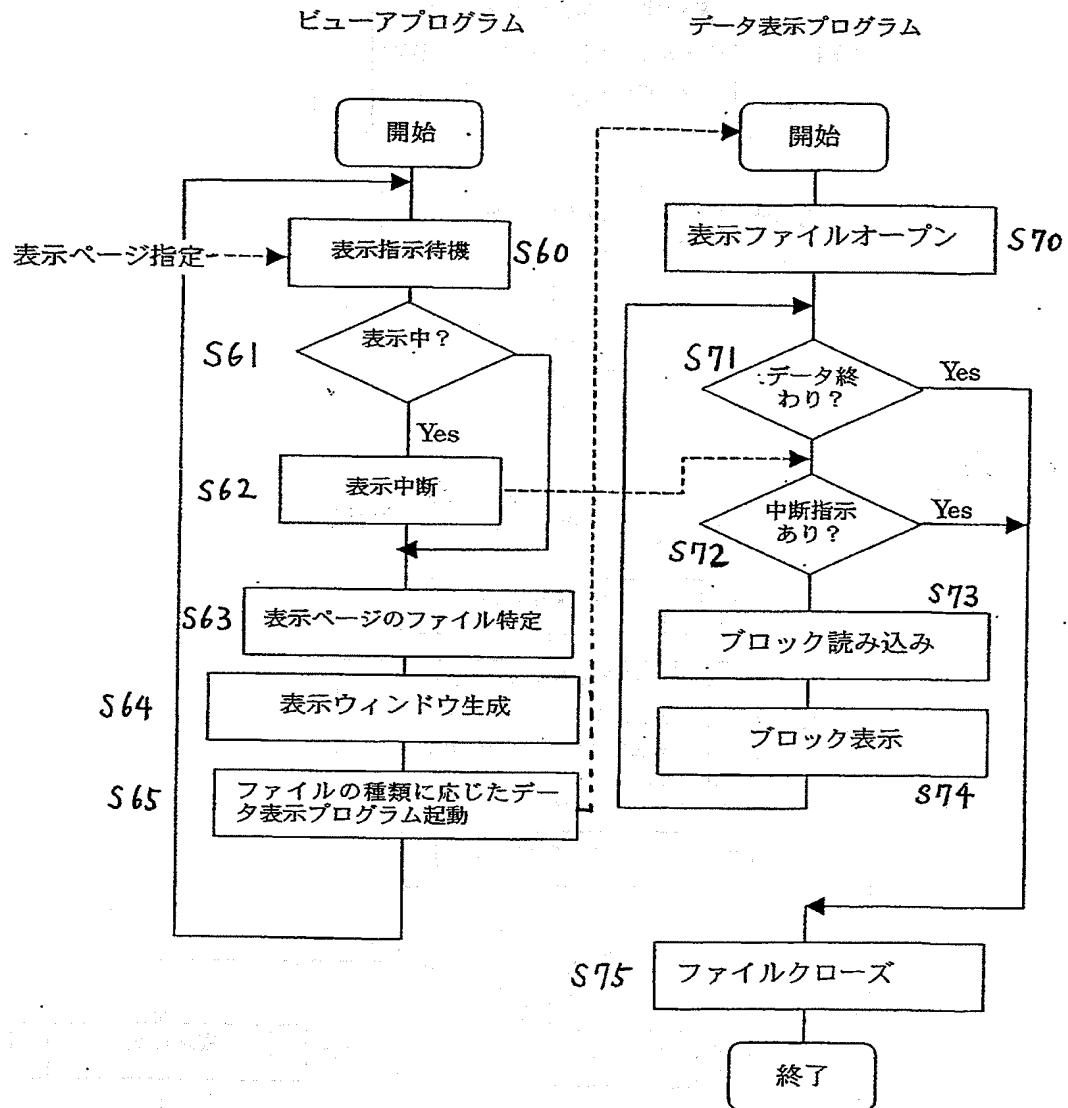 ビューアプログラム
開始
表示ページ指定
表示指示待機
S60
S61
表示中？
Yes
S62
表示中断
S63
表示ページのファイル特定
S64
表示ウィンドウ生成
S65
ファイルの種類に応じたデー
タ表示プログラム起動
データ表示プログラム
開始
表示ファイルオープン
S70
S71
データ終
わり？
Yes
中断指示
あり？
Yes
S72
S73
ブロック読み込み
ブロック表示
S74
S75
ファイルクローズ
終了